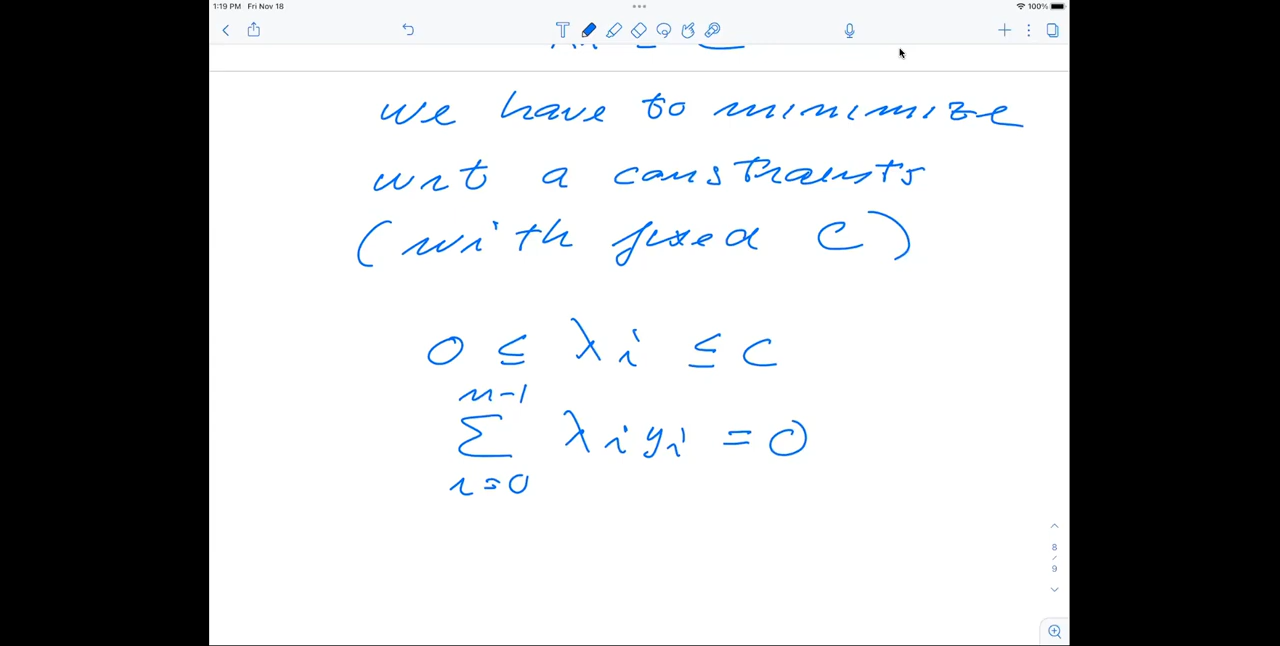 1:19 PM Fri Nov 18
100%
we have to minimize
wrt a constraints
(with fixed C)
0 ≤ λi ≤ C
n-1
Σ λi yi = 0
i=0
8
/
9